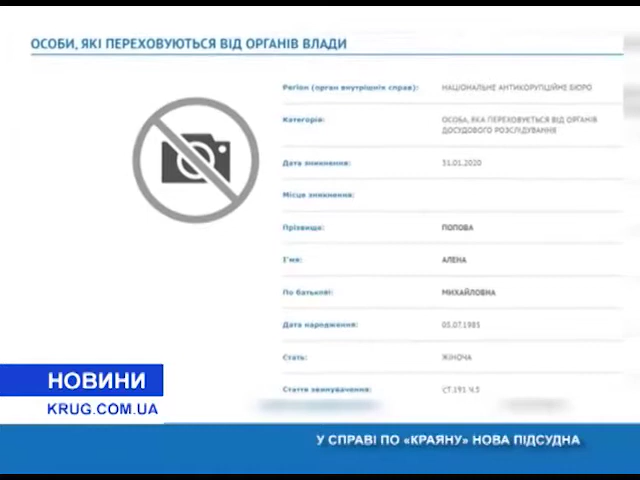 ОСОБИ, ЯКІ ПЕРЕХОВУЮТЬСЯ ВІД ОРГАНІВ ВЛАДИ
Регіон (орган внутрішніх справ): НАЦІОНАЛЬНЕ АНТИКОРУПЦІЙНЕ БЮРО
Категорія: ОСОБА, ЯКА ПЕРЕХОВУЄТЬСЯ ВІД ОРГАНІВ
ДОСУДОВОГО РОЗСЛІДУВАННЯ
Дата зникнення: 31.01.2020
Місце зникнення:
Прізвище: ПОПОВА
Ім'я: АЛЕНА
По батькові: МИХАЙЛОВНА
Дата народження: 05.07.1985
Стать: ЖІНОЧА
Стаття звинувачення: СТ.191 Ч.5
НОВИНИ
KRUG.COM.UA
У СПРАВІ ПО «КРАЯНУ» НОВА ПІДСУДНА